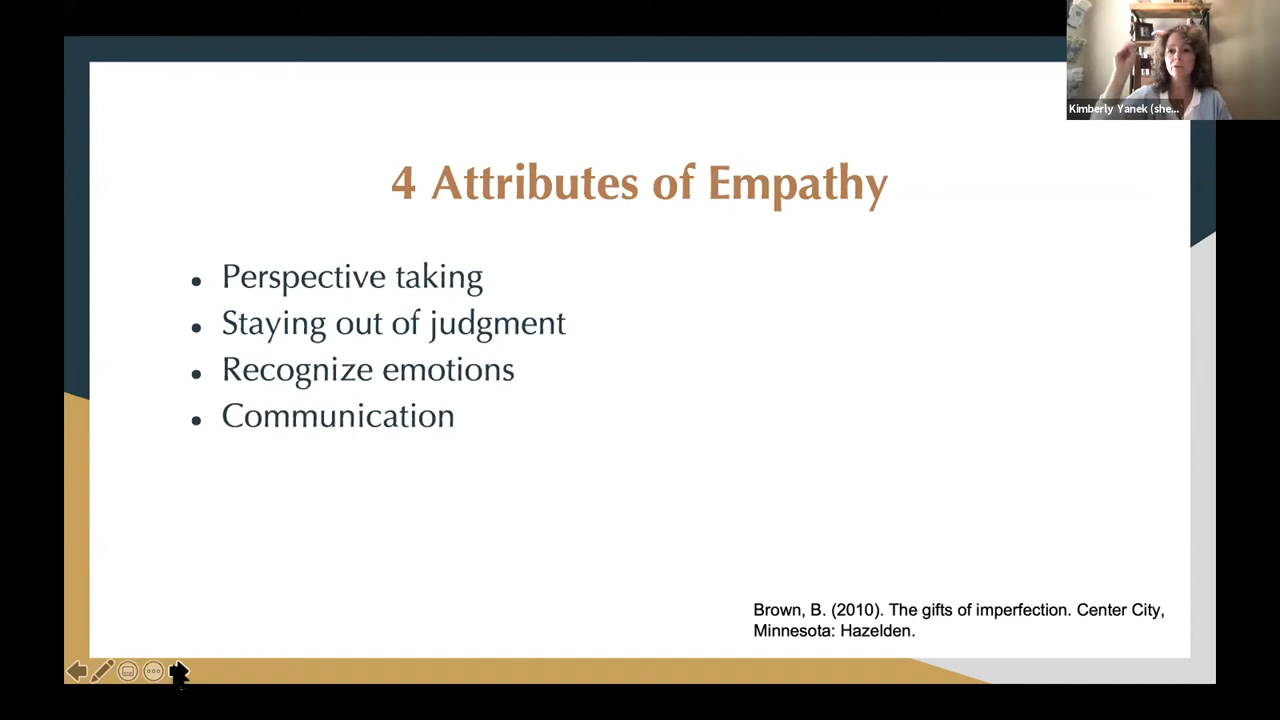 Kimberly Yanek (she...
4 Attributes of Empathy
• Perspective taking
• Staying out of judgment
• Recognize emotions
• Communication
Brown, B. (2010). The gifts of imperfection. Center City,
Minnesota: Hazelden.